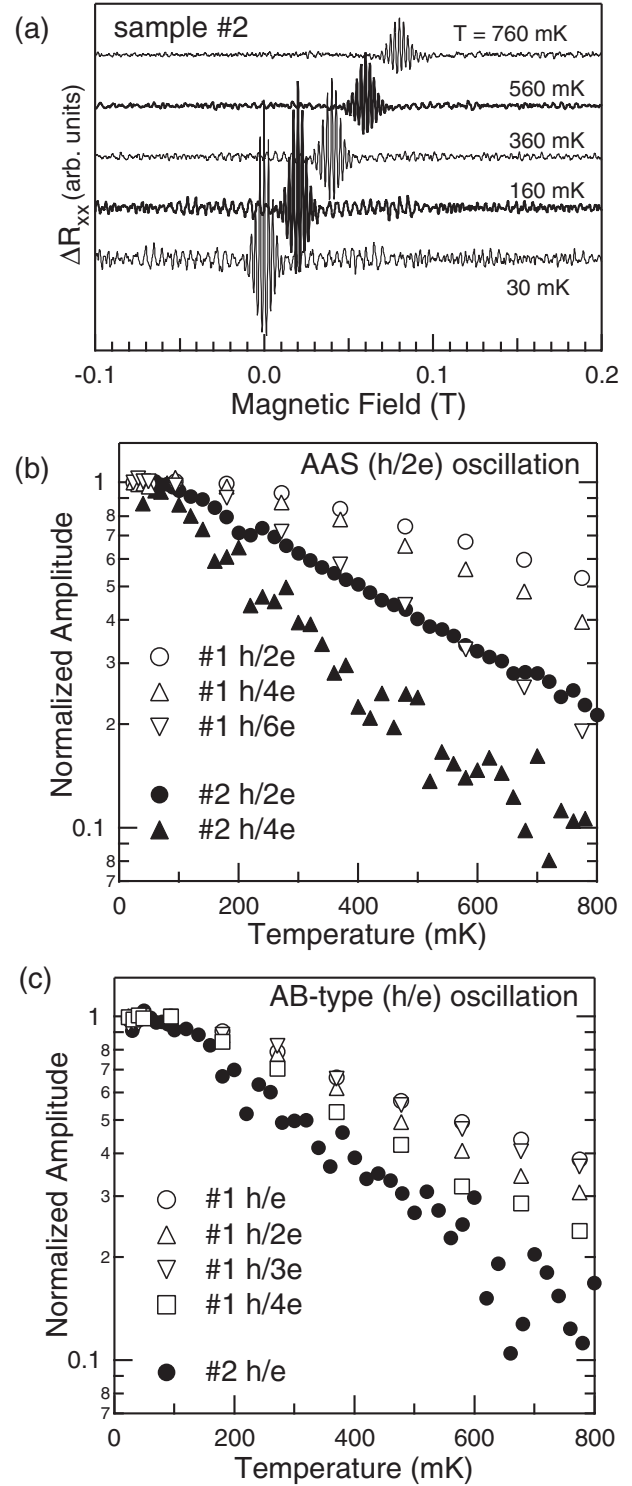 (a)
sample #2
T = 760 mK
560 mK
360 mK
160 mK
30 mK
ΔRxx (arb. units)
-0.1 0.0 0.1 0.2
Magnetic Field (T)
(b)
AAS (h/2e) oscillation
Normalized Amplitude
1
8
7
6
5
4
3
2
0.1
8
7
#1 h/2e
#1 h/4e
#1 h/6e
#2 h/2e
#2 h/4e
0 200 400 600 800
Temperature (mK)
(c)
AB-type (h/e) oscillation
Normalized Amplitude
1
8
7
6
5
4
3
2
0.1
8
7
#1 h/e
#1 h/2e
#1 h/3e
#1 h/4e
#2 h/e
0 200 400 600 800
Temperature (mK)